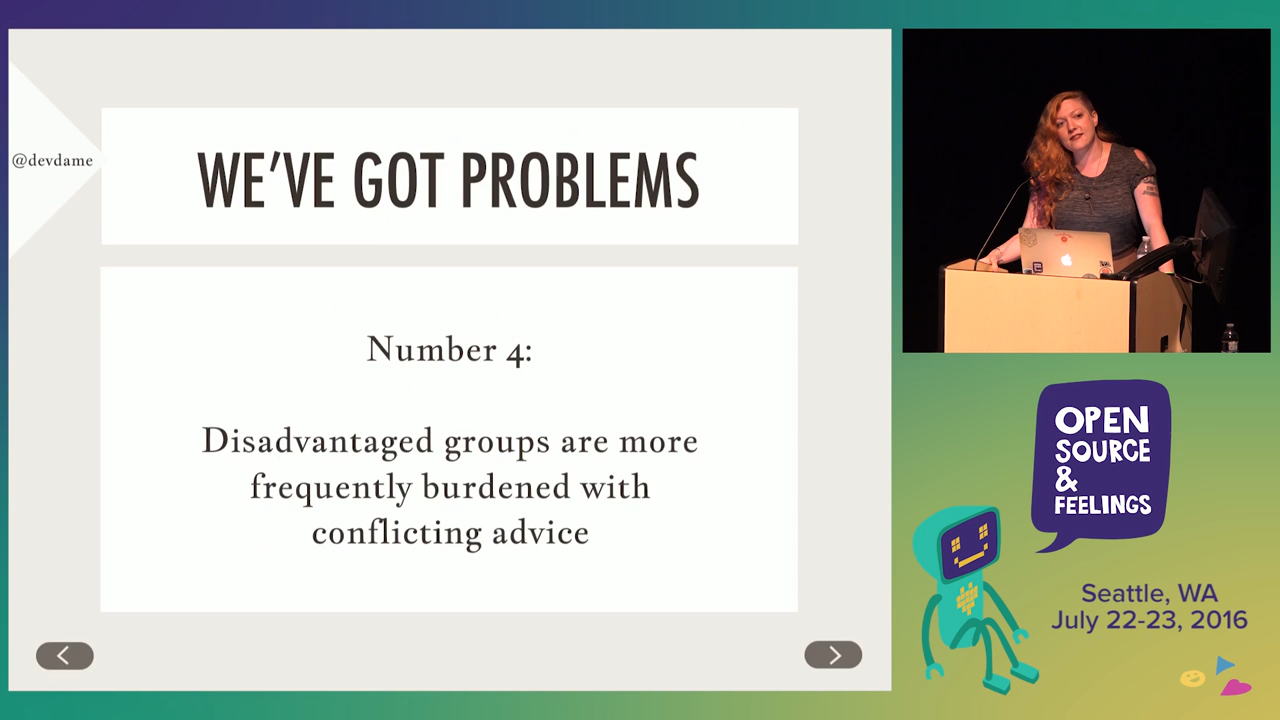 @devdame
WE’VE GOT PROBLEMS
Number 4:
Disadvantaged groups are more
frequently burdened with
conflicting advice
OPEN
SOURCE
&
FEELINGS
Seattle, WA
July 22-23, 2016